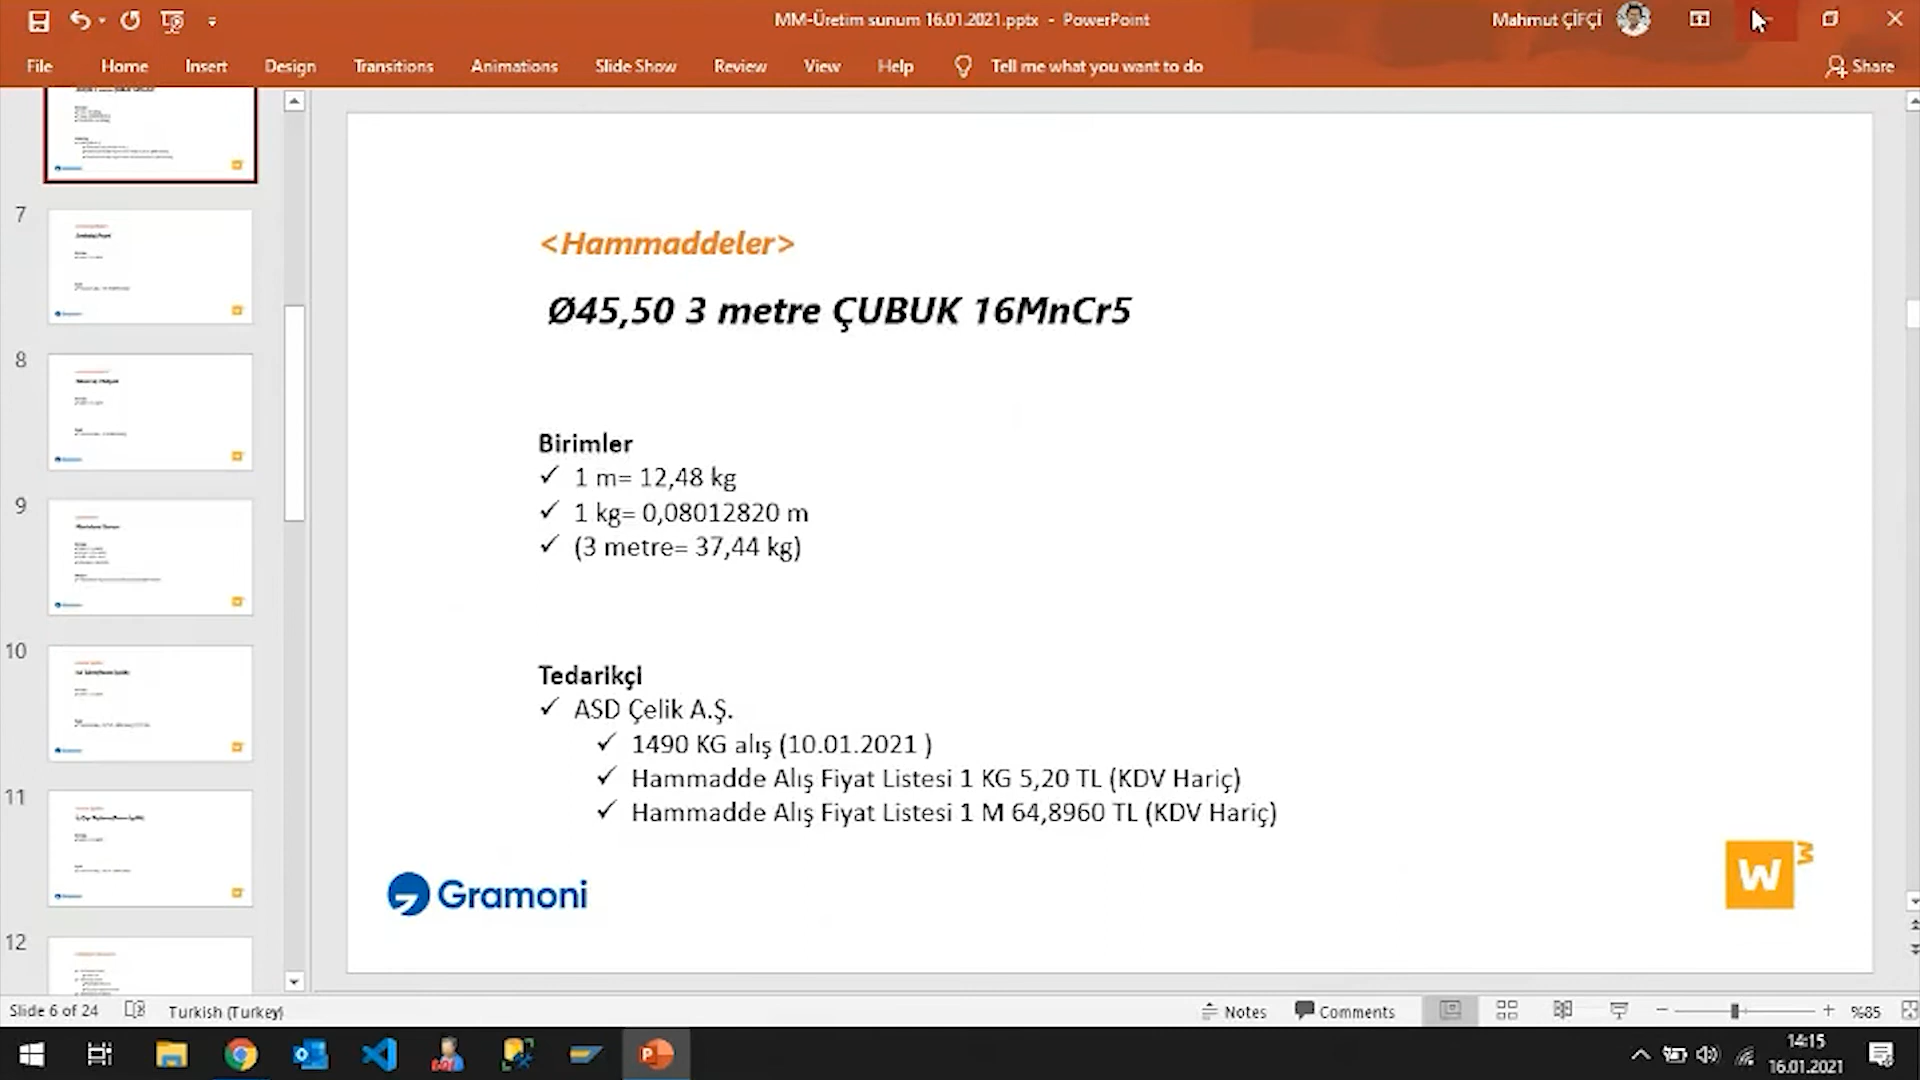 MM-Üretim sunum 16.01.2021.pptx - PowerPoint
Mahmut ÇİFÇİ
File Home Insert Design Transitions Animations Slide Show Review View Help Tell me what you want to do Share
7
8
9
10
11
12
<Hammaddeler>
Ø45,50 3 metre ÇUBUK 16MnCr5
Birimler
✓ 1 m= 12,48 kg
✓ 1 kg= 0,08012820 m
✓ (3 metre= 37,44 kg)
Tedarikçi
✓ ASD Çelik A.Ş.
✓ 1490 KG alış (10.01.2021 )
✓ Hammadde Alış Fiyat Listesi 1 KG 5,20 TL (KDV Hariç)
✓ Hammadde Alış Fiyat Listesi 1 M 64,8960 TL (KDV Hariç)
Gramoni
W3
Slide 6 of 24 Turkish (Turkey) Notes Comments %85
14:15
16.01.2021